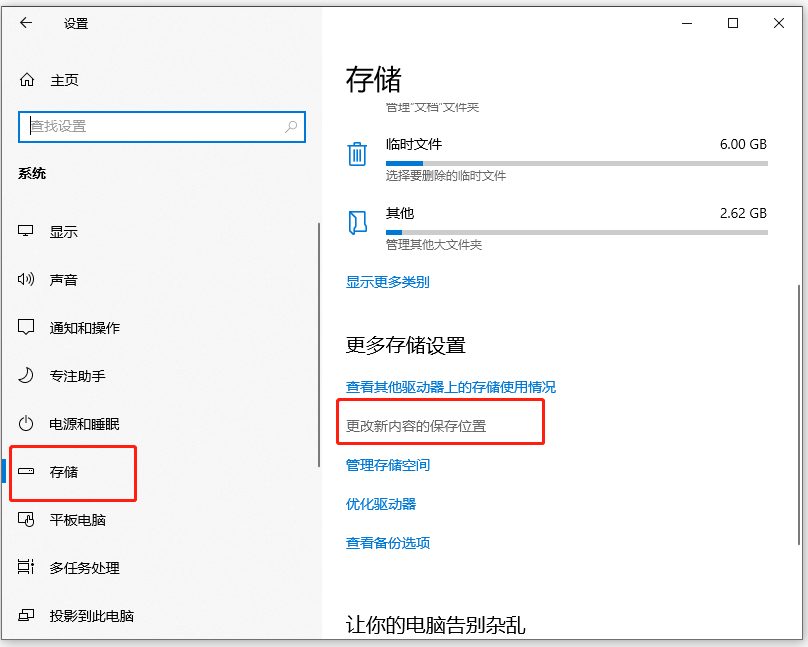 设置
主页
查找设置
系统
显示
声音
通知和操作
专注助手
电源和睡眠
存储
平板电脑
多任务处理
投影到此电脑
存储
管理"文档"文件夹
临时文件 6.00 GB
选择要删除的临时文件
其他 2.62 GB
管理其他大文件夹
显示更多类别
更多存储设置
查看其他驱动器上的存储使用情况
更改新内容的保存位置
管理存储空间
优化驱动器
查看备份选项
让你的电脑告别杂乱